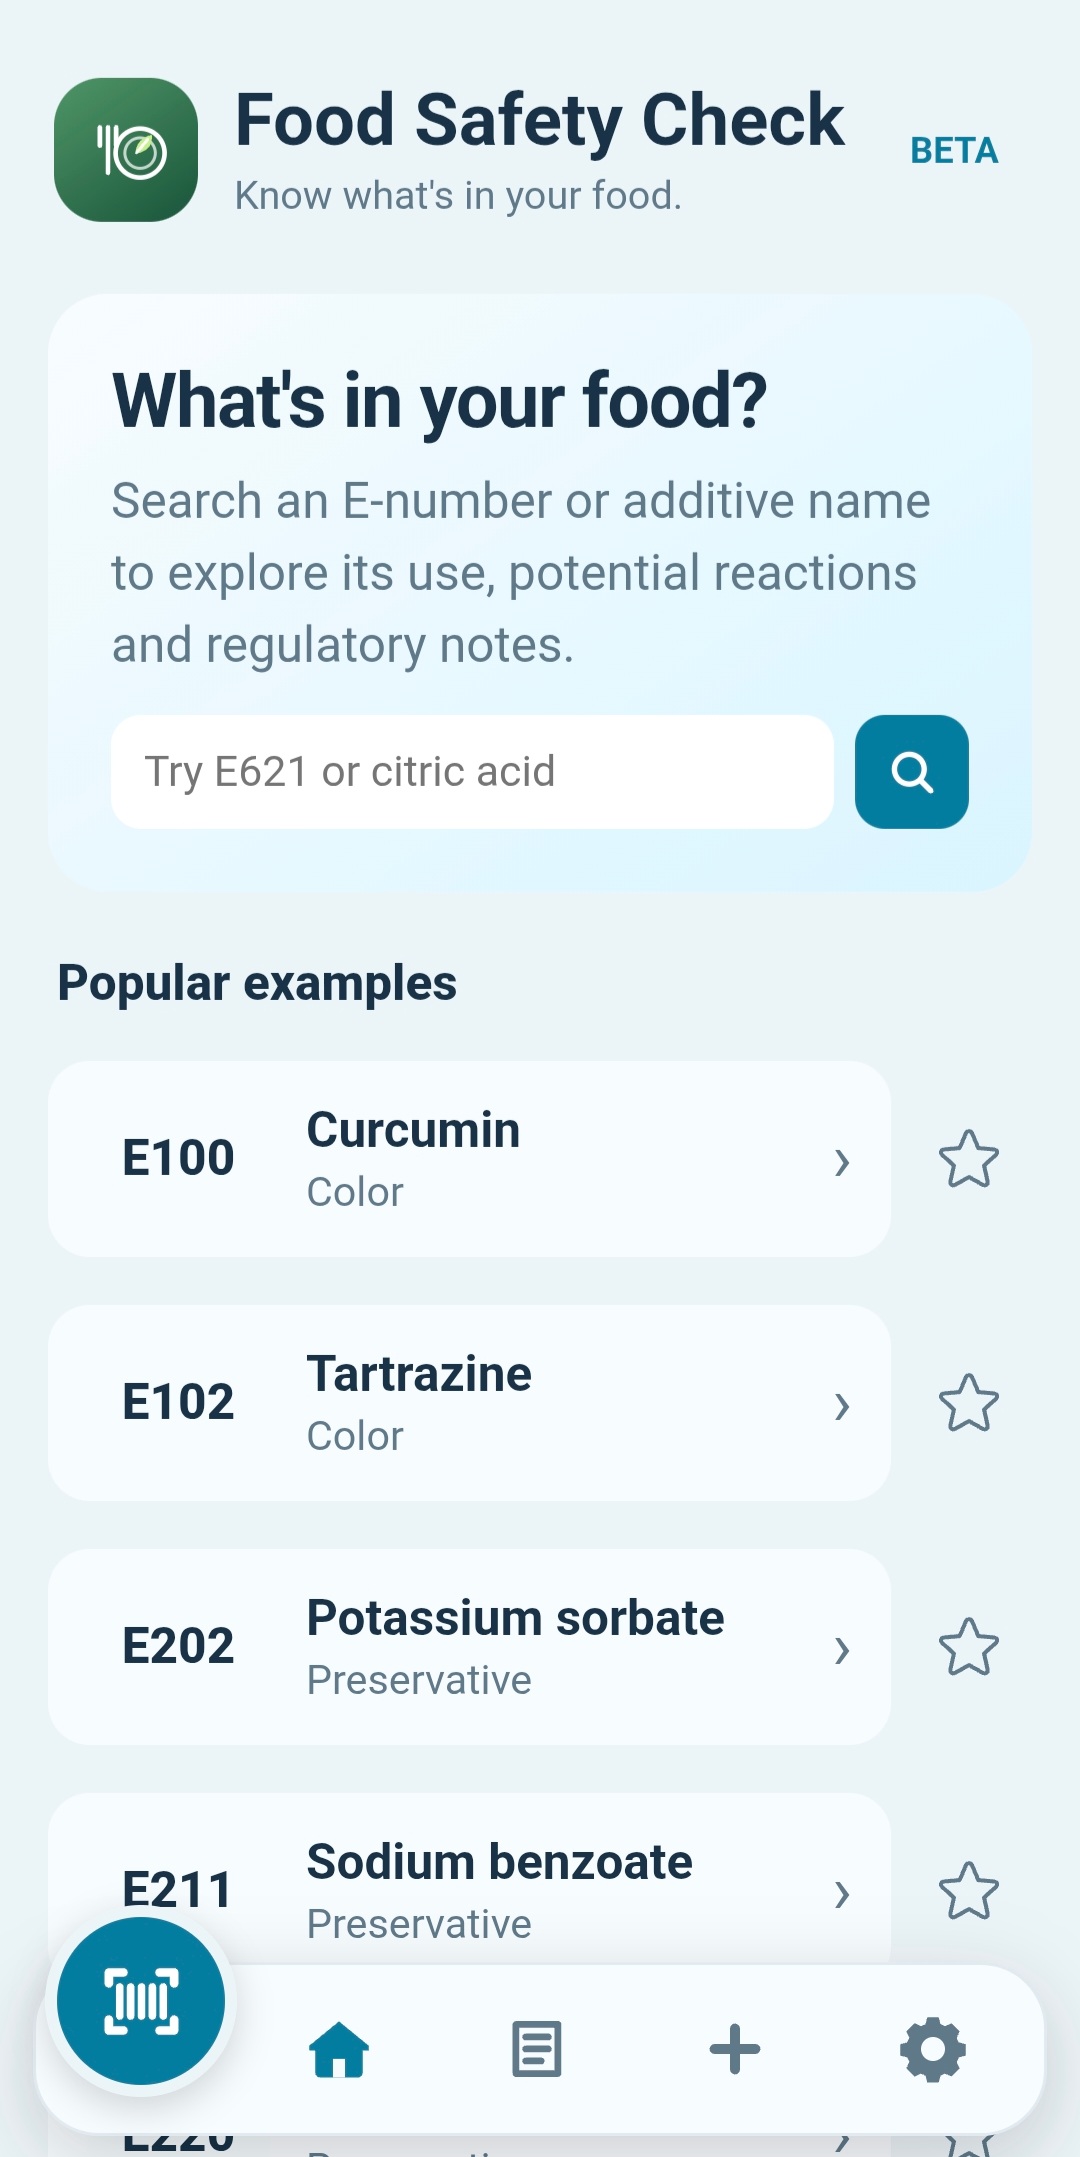 Food Safety Check
Know what's in your food.
BETA
What's in your food?
Search an E-number or additive name
to explore its use, potential reactions
and regulatory notes.
Try E621 or citric acid
Popular examples
E100
Curcumin
Color
E102
Tartrazine
Color
E202
Potassium sorbate
Preservative
E211
Sodium benzoate
Preservative
E220